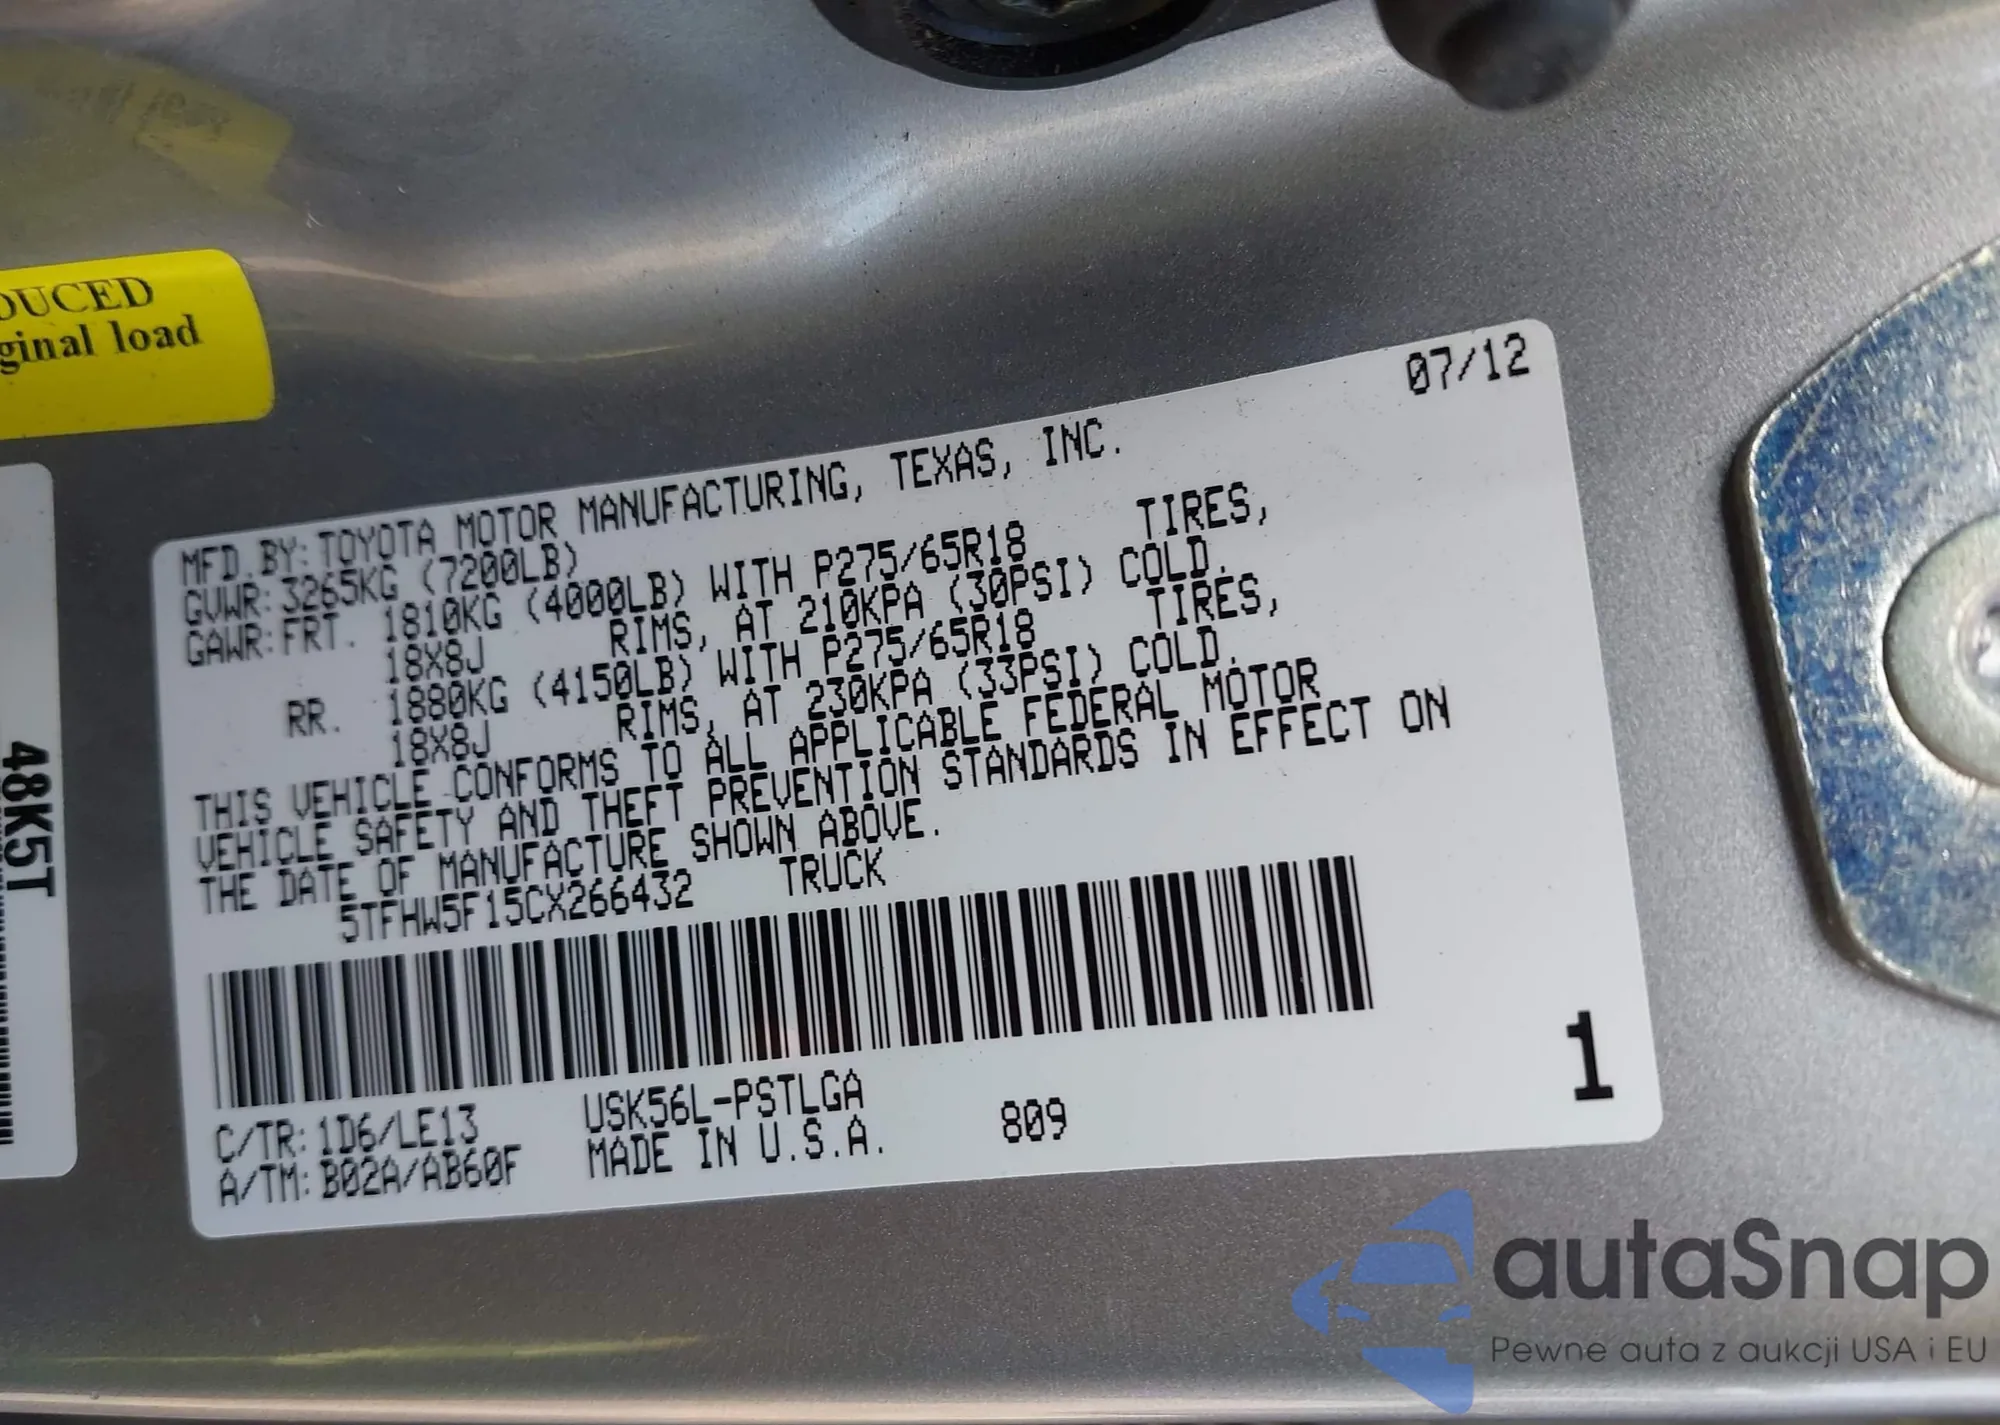 DUCED
ginal load
48K5T
07/12
MFD. BY: TOYOTA MOTOR MANUFACTURING, TEXAS, INC.
GVWR: 3265KG (7200LB)
GAWR: FRT. 1810KG (4000LB) WITH P275/65R18 TIRES,
18X8J RIMS, AT 210KPA (30PSI) COLD.
RR. 1880KG (4150LB) WITH P275/65R18 TIRES,
18X8J RIMS, AT 230KPA (33PSI) COLD.
THIS VEHICLE CONFORMS TO ALL APPLICABLE FEDERAL MOTOR
VEHICLE SAFETY AND THEFT PREVENTION STANDARDS IN EFFECT ON
THE DATE OF MANUFACTURE SHOWN ABOVE.
5TFHW5F15CX266432 TRUCK
C/TR: 1D6/LE13 USK56L-PSTLGA
A/TM: B02A/AB60F MADE IN U.S.A. 809
1
autaSnap
Pewne auta z aukcji USA i EU